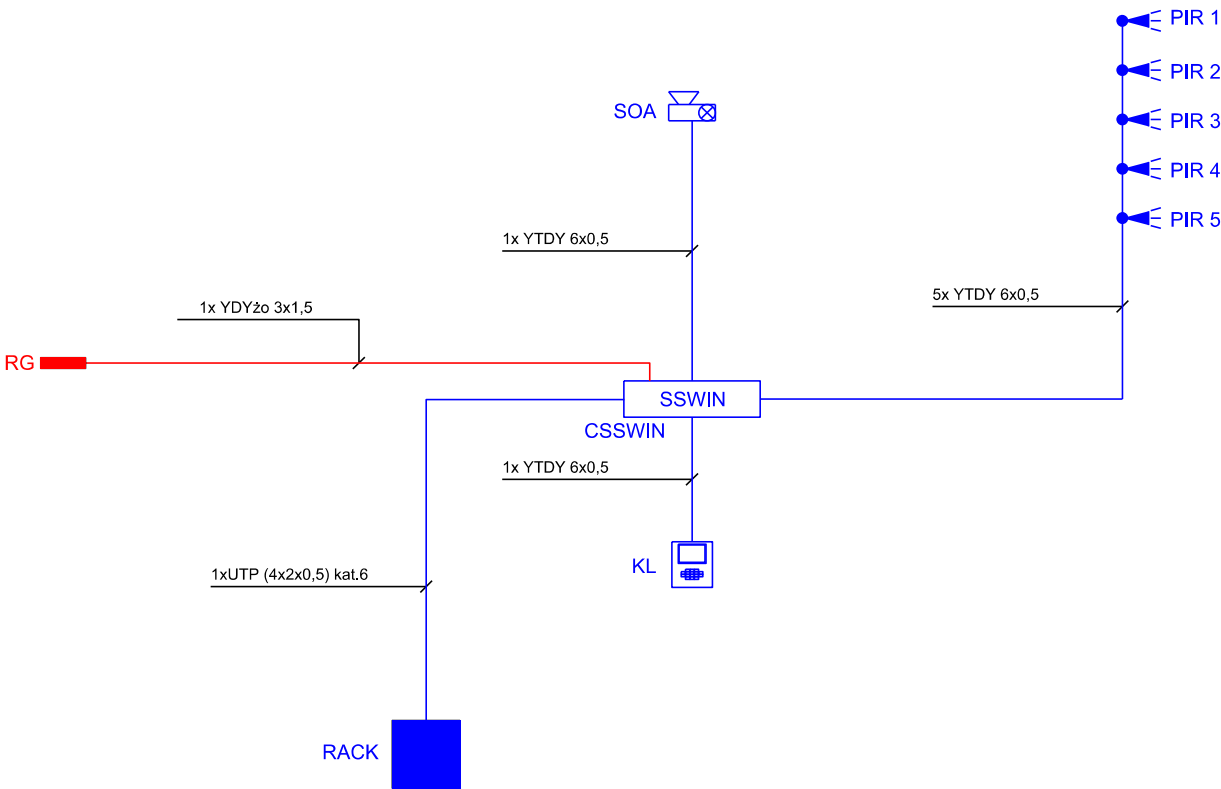 PIR 1
PIR 2
SOA
PIR 3
PIR 4
PIR 5
1x YTDY 6x0,5
5x YTDY 6x0,5
1x YDYżo 3x1,5
RG
SSWIN
CSSWIN
1x YTDY 6x0,5
KL
1xUTP (4x2x0,5) kat.6
RACK